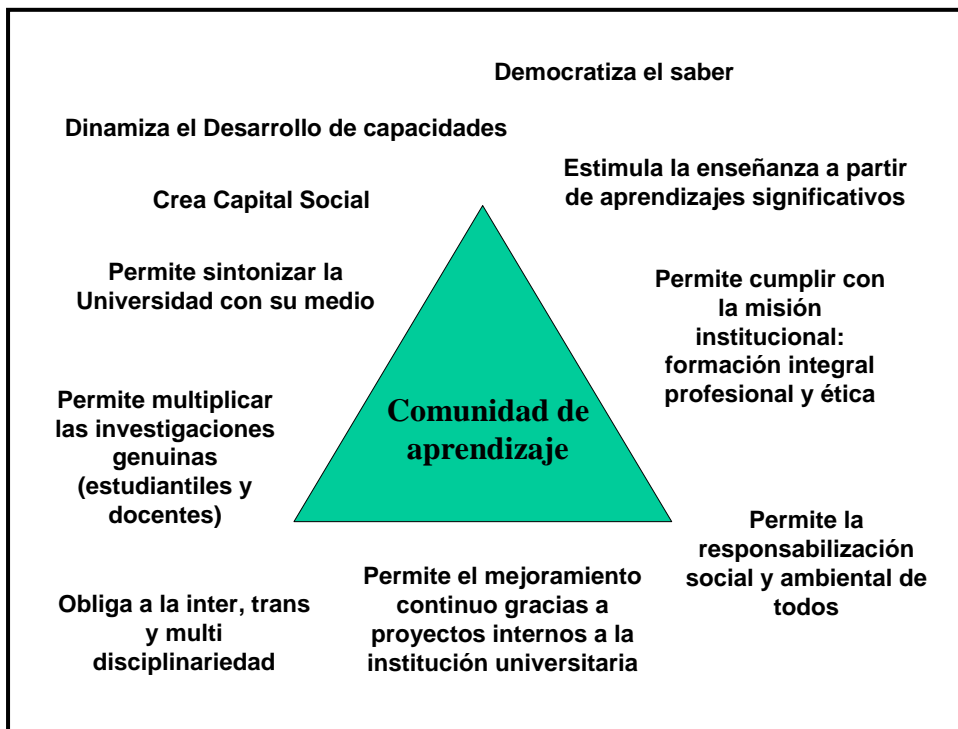 Democratiza el saber
Dinamiza el Desarrollo de capacidades
Estimula la enseñanza a partir
de aprendizajes significativos
Crea Capital Social
Permite sintonizar la
Universidad con su medio
Permite cumplir con
la misión
institucional:
formación integral
profesional y ética
Permite multiplicar
las investigaciones
genuinas
(estudiantiles y
docentes)
Comunidad de
aprendizaje
Permite la
responsabilización
social y ambiental de
todos
Permite el mejoramiento
continuo gracias a
proyectos internos a la
institución universitaria
Obliga a la inter, trans
y multi
disciplinariedad